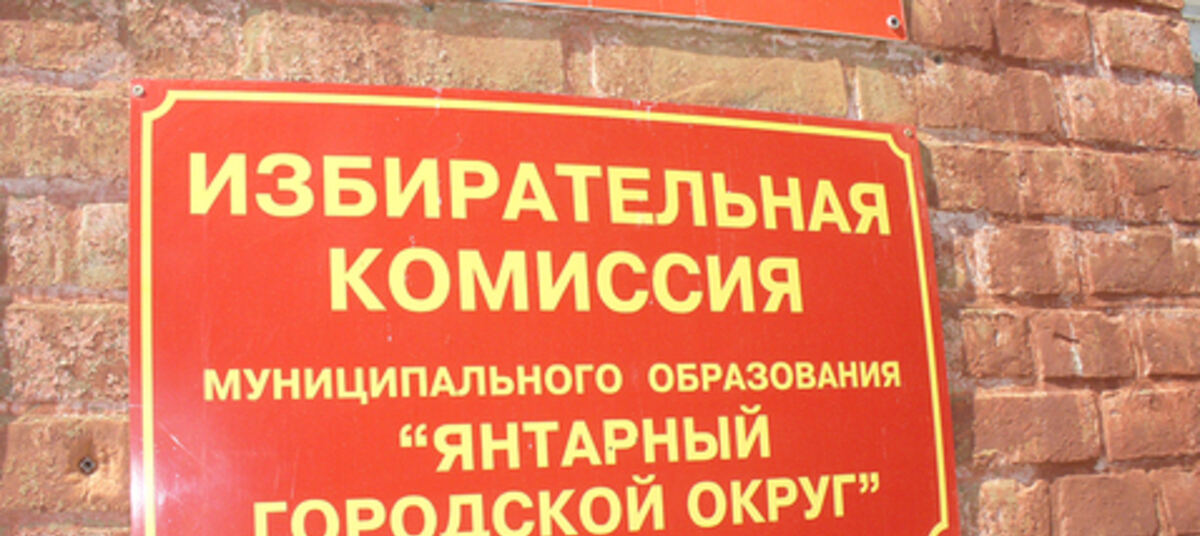 ИЗБИРАТЕЛЬНАЯ
КОМИССИЯ
МУНИЦИПАЛЬНОГО ОБРАЗОВАНИЯ
“ЯНТАРНЫЙ
ГОРОДСКОЙ ОКРУГ”